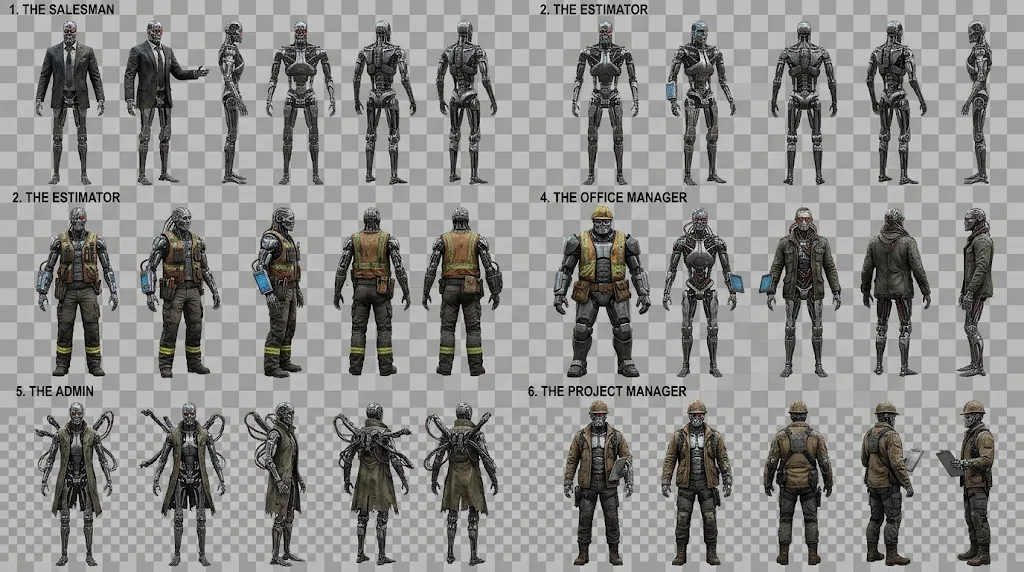 1. THE SALESMAN
2. THE ESTIMATOR
2. THE ESTIMATOR
4. THE OFFICE MANAGER
5. THE ADMIN
6. THE PROJECT MANAGER